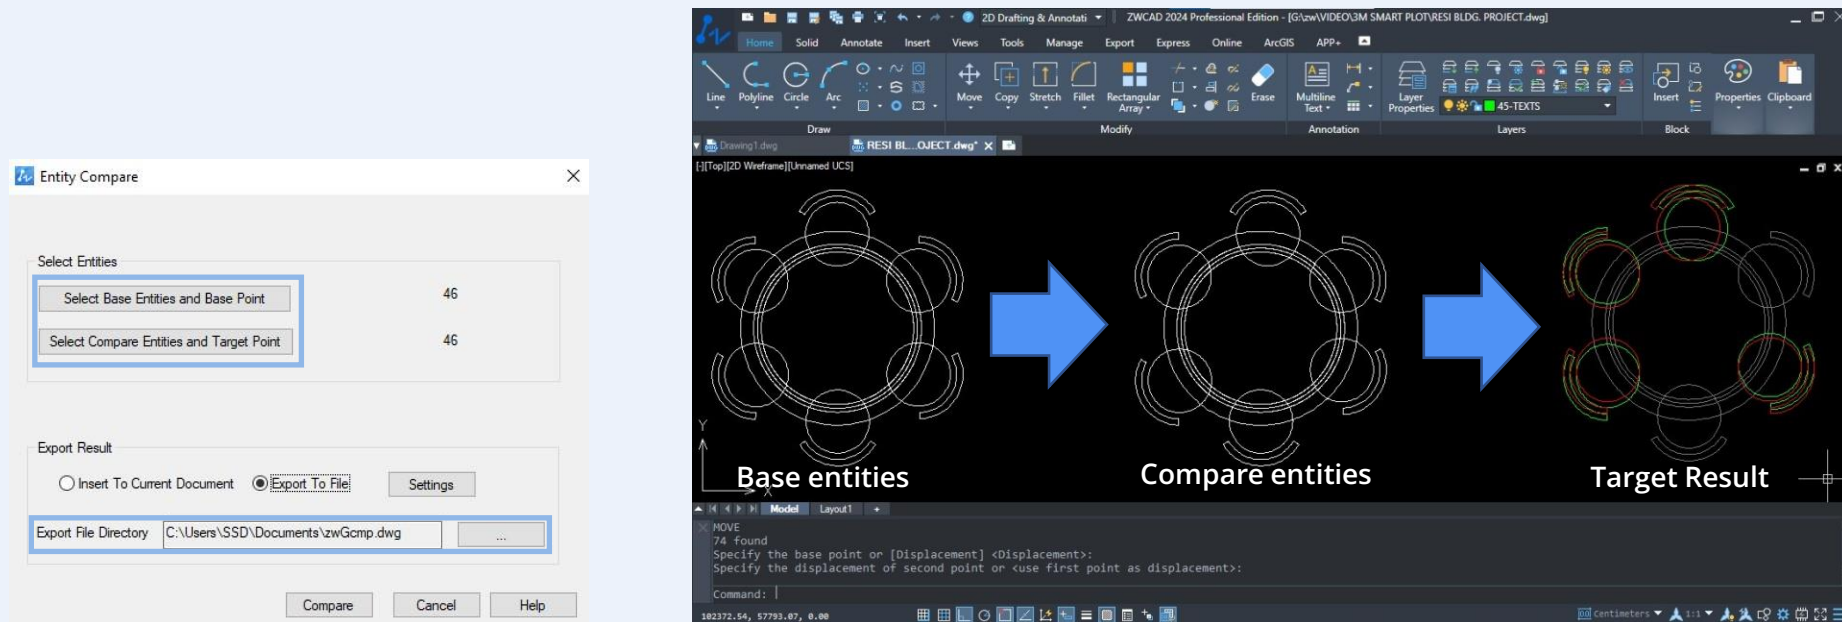 Entity Compare
Select Entities
Select Base Entities and Base Point
46
Select Compare Entities and Target Point
46
Export Result
Insert To Current Document
Export To File
Settings
Export File Directory
C:\Users\SSD\Documents\zwGcmp.dwg
...
Compare
Cancel
Help
2D Drafting & Annotati
ZWCAD 2024 Professional Edition - [G:\zw\VIDEO\3M SMART PLOT\RESI BLDG. PROJECT.dwg]
Home Solid Annotate Insert Views Tools Manage Export Express Online ArcGIS APP+
Line Polyline Circle Arc
Move Copy Stretch Fillet Rectangular Array Erase
Multiline Text
Layer Properties
45-TEXTS
Insert
Properties Clipboard
Draw Modify Annotation Layers Block
Drawing1.dwg
RESI BL...OJECT.dwg*
[-][Top][2D Wireframe][Unnamed UCS]
Y
X
Base entities
Compare entities
Target Result
Model Layout1 +
MOVE
74 found
Specify the base point or [Displacement] <Displacement>:
Specify the displacement of second point or <use first point as displacement>:
Command:
102372.54, 57793.07, 0.00
Centimeters
1:1